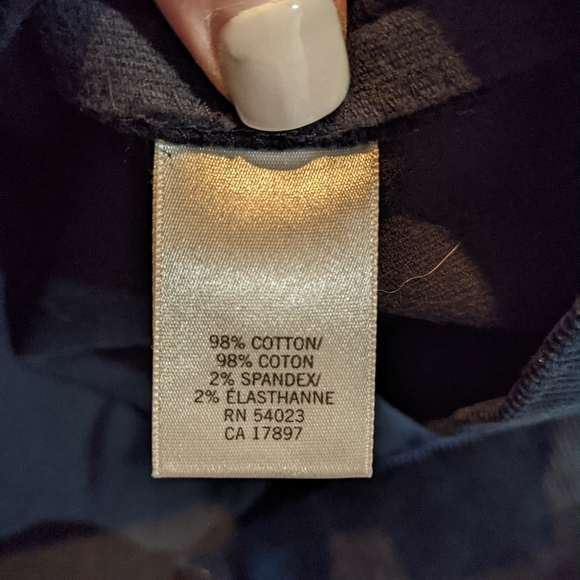 98% COTTON/
98% COTON
2% SPANDEX/
2% ÉLASTHANNE
RN 54023
CA 17897